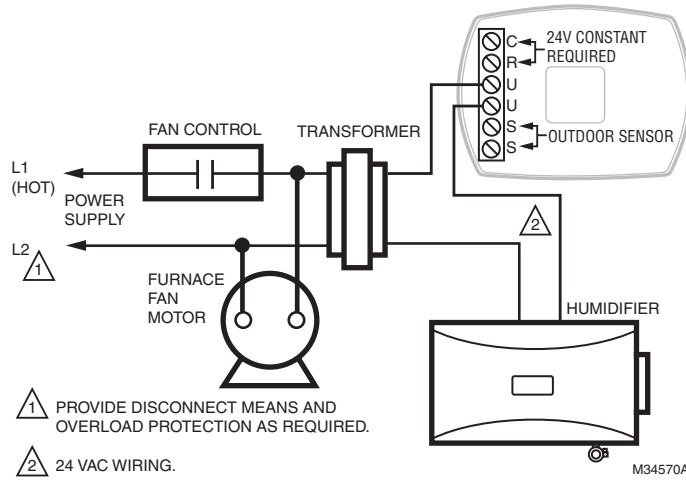 C 24V CONSTANT
R REQUIRED
U
U
S
S OUTDOOR SENSOR
FAN CONTROL
TRANSFORMER
L1
(HOT)
POWER
SUPPLY
L2
1
2
FURNACE
FAN
MOTOR
HUMIDIFIER
1 PROVIDE DISCONNECT MEANS AND
OVERLOAD PROTECTION AS REQUIRED.
2 24 VAC WIRING.
M34570A